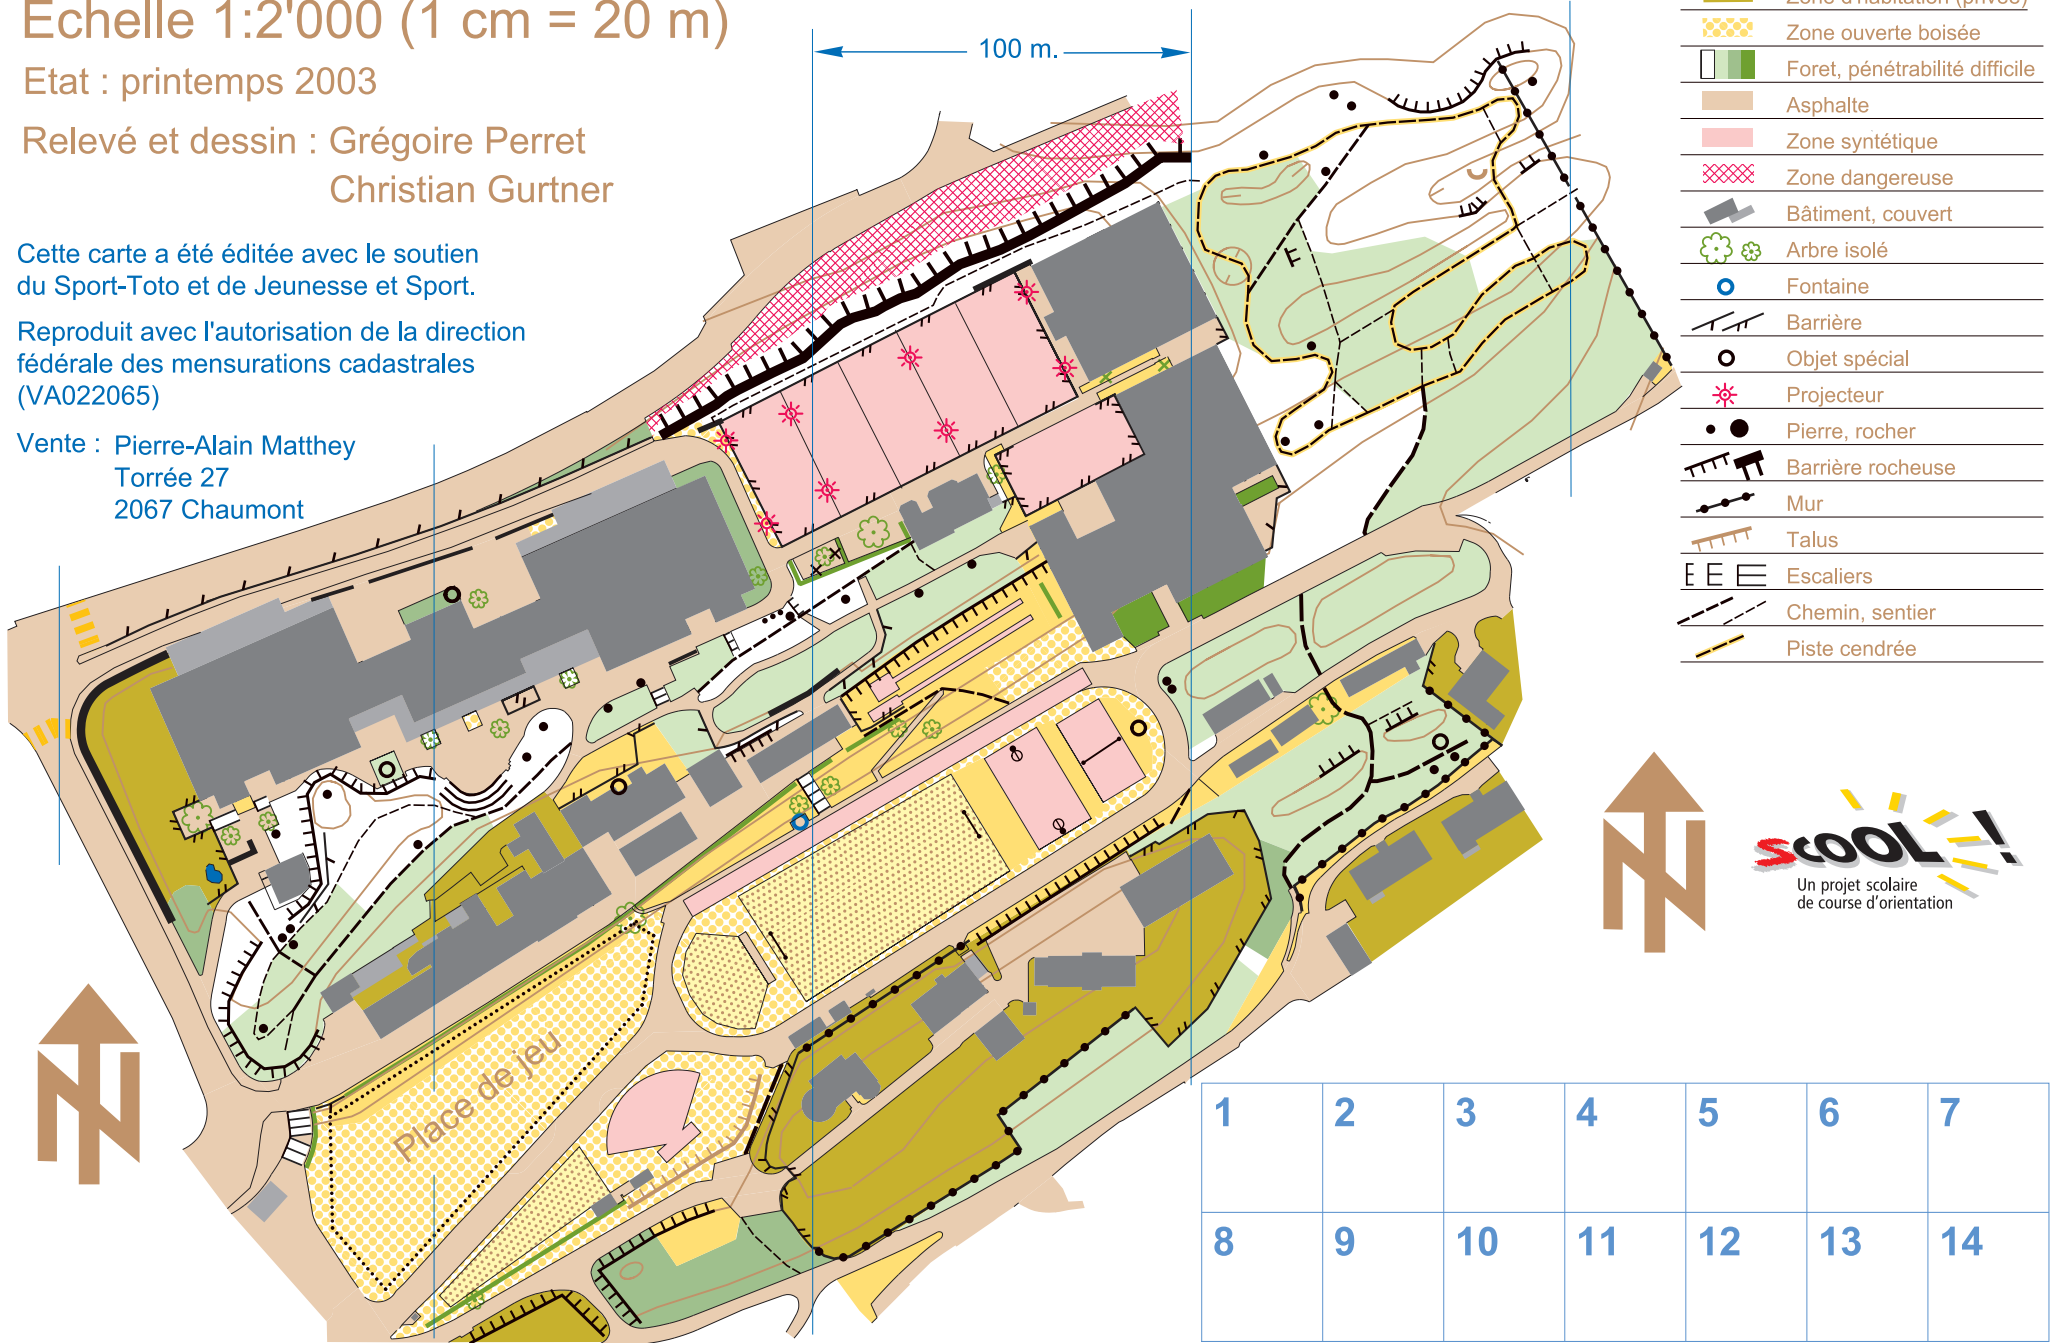 Echelle 1:2'000 (1 cm = 20 m)
Etat : printemps 2003
Relevé et dessin : Grégoire Perret
Christian Gurtner
Cette carte a été éditée avec le soutien
du Sport-Toto et de Jeunesse et Sport.
Reproduit avec l'autorisation de la direction
fédérale des mensurations cadastrales
(VA022065)
Vente : Pierre-Alain Matthey
Torrée 27
2067 Chaumont
100 m.
Zone d'habitation (privée)
Zone ouverte boisée
Foret, pénétrabilité difficile
Asphalte
Zone syntétique
Zone dangereuse
Bâtiment, couvert
Arbre isolé
Fontaine
Barrière
Objet spécial
Projecteur
Pierre, rocher
Barrière rocheuse
Mur
Talus
Escaliers
Chemin, sentier
Piste cendrée
Place de jeu
N
N
sCOOL !
Un projet scolaire
de course d'orientation
1 2 3 4 5 6 7
8 9 10 11 12 13 14